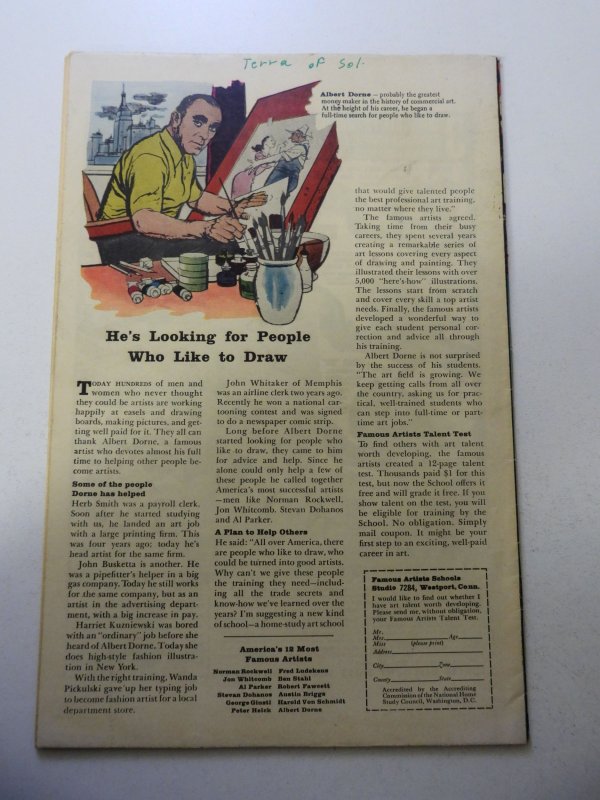 Terra of Sol.
Albert Dorne — probably the greatest
money maker in the history of commercial art.
At the height of his career, he began a
full-time search for people who like to draw.
He's Looking for People
Who Like to Draw
TODAY HUNDREDS of men and
women who never thought
they could be artists are working
happily at easels and drawing
boards, making pictures, and get-
ting well paid for it. They all can
thank Albert Dorne, a famous
artist who devotes almost his full
time to helping other people be-
come artists.
Some of the people
Dorne has helped
Herb Smith was a payroll clerk.
Soon after he started studying
with us, he landed an art job
with a large printing firm. This
was four years ago; today he's
head artist for the same firm.
John Busketta is another. He
was a pipefitter's helper in a big
gas company. Today he still works
for the same company, but as an
artist in the advertising depart-
ment, with a big increase in pay.
Harriet Kuzniewski was bored
with an "ordinary" job before she
heard of Albert Dorne. Today she
does high-style fashion illustra-
tion in New York.
With the right training, Wanda
Pickulski gave up her typing job
to become fashion artist for a local
department store.
John Whitaker of Memphis
was an airline clerk two years ago.
Recently he won a national car-
tooning contest and was signed
to do a newspaper comic strip.
Long before Albert Dorne
started looking for people who
like to draw, they came to him
for advice and help. Since he
alone could only help a few of
these people he called together
America's most successful artists
—men like Norman Rockwell,
Jon Whitcomb, Stevan Dohanos
and Al Parker.
A Plan to Help Others
He said: "All over America, there
are people who like to draw, who
could be turned into good artists.
Why can't we give these people
the training they need—includ-
ing all the trade secrets and
know-how we've learned over the
years? I'm suggesting a new kind
of school—a home-study art school
America's 12 Most
Famous Artists
Norman Rockwell Fred Ludekens
Jon Whitcomb Ben Stahl
Al Parker Robert Fawcett
Stevan Dohanos Austin Briggs
George Giusti Harold Von Schmidt
Peter Helck Albert Dorne
that would give talented people
the best professional art training,
no matter where they live."
The famous artists agreed.
Taking time from their busy
careers, they spent several years
creating a remarkable series of
art lessons covering every aspect
of drawing and painting. They
illustrated their lessons with over
5,000 "here's-how" illustrations.
The lessons start from scratch
and cover every skill a top artist
needs. Finally, the famous artists
developed a wonderful way to
give each student personal cor-
rection and advice all through
his training.
Albert Dorne is not surprised
by the success of his students.
"The art field is growing. We
keep getting calls from all over
the country, asking us for prac-
tical, well-trained students who
can step into full-time or part-
time art jobs."
Famous Artists Talent Test
To find others with art talent
worth developing, the famous
artists created a 12-page talent
test. Thousands paid $1 for this
test, but now the School offers it
free and will grade it free. If you
show talent on the test, you will
be eligible for training by the
School. No obligation. Simply
mail coupon. It might be your
first step to an exciting, well-paid
career in art.
Famous Artists Schools
Studio 7284, Westport, Conn.
I would like to find out whether I
have art talent worth developing.
Please send me, without obligation,
your Famous Artists Talent Test.
Mr.
Mrs. Age
Miss (please print)
Address
City Zone
County State
Accredited by the Accrediting
Commission of the National Home
Study Council, Washington, D.C.